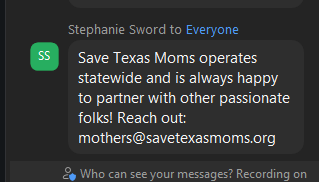 Stephanie Sword to Everyone
SS
Save Texas Moms operates
statewide and is always happy
to partner with other passionate
folks! Reach out:
mothers@savetexasmoms.org
Who can see your messages? Recording on